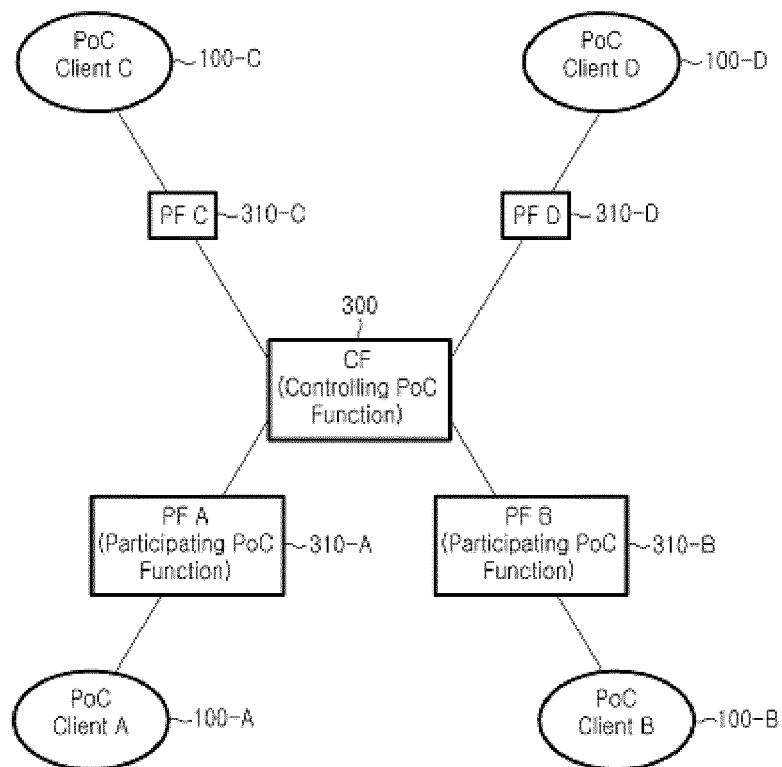 PoC
Client C
100-C
PoC
Client D
100-D
PF C
310-C
PF D
310-D
300
CF
(Controlling PoC
Function)
PF A
(Participating PoC
Function)
310-A
PF B
(Participating PoC
Function)
310-B
PoC
Client A
100-A
PoC
Client B
100-B